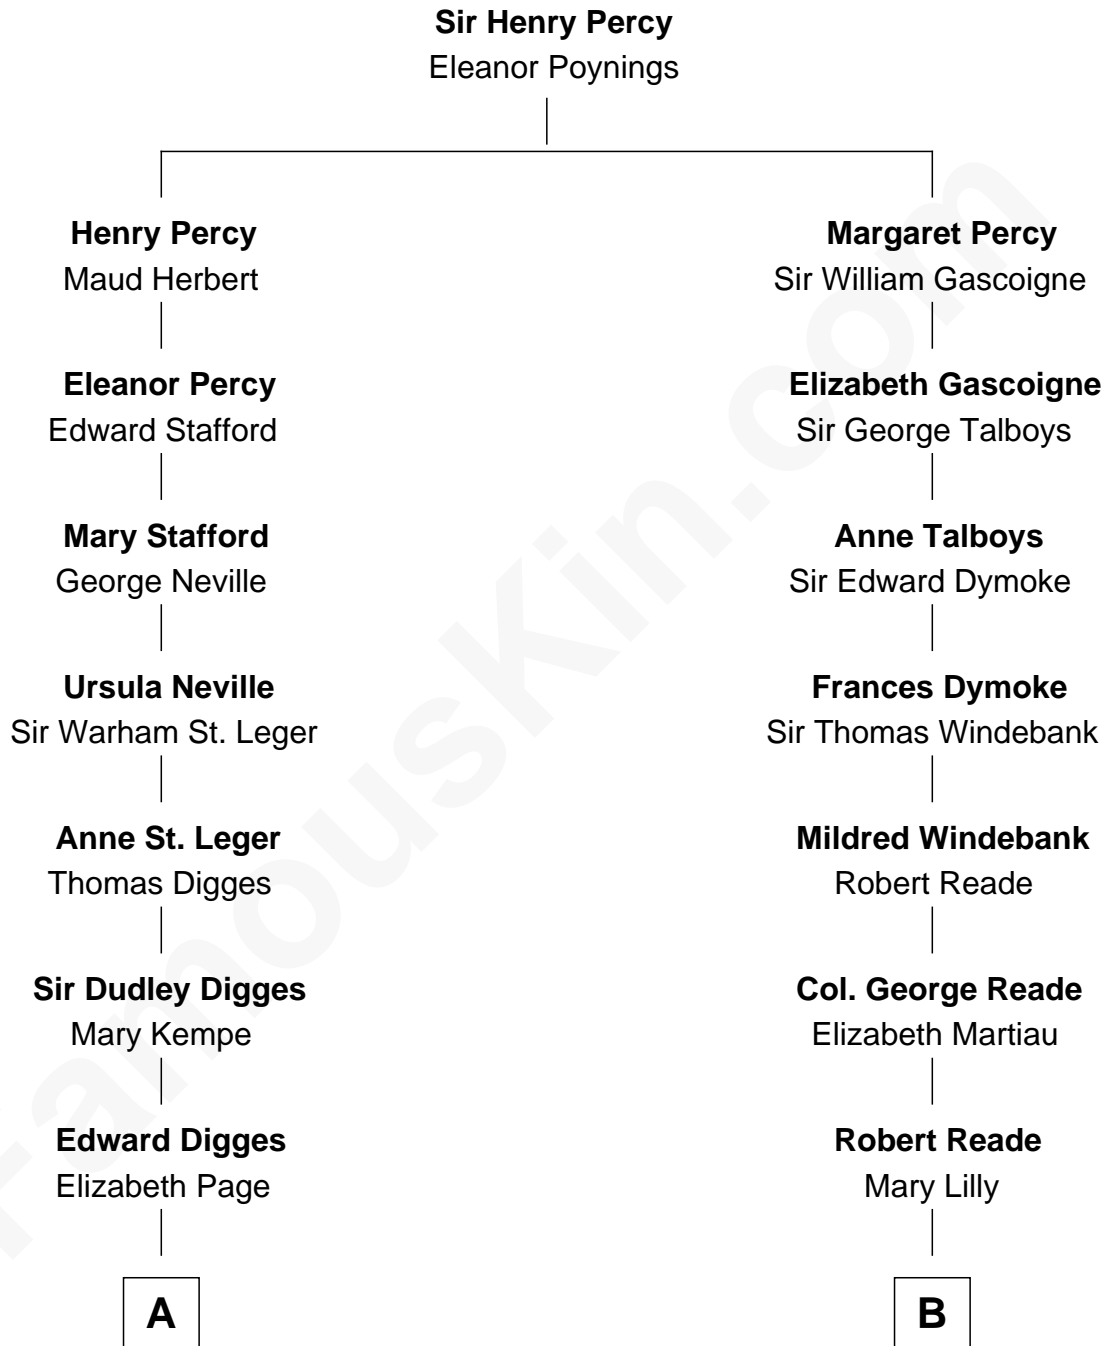 Sir Henry Percy
Eleanor Poynings
Henry Percy
Maud Herbert
Margaret Percy
Sir William Gascoigne
Eleanor Percy
Edward Stafford
Elizabeth Gascoigne
Sir George Talboys
Mary Stafford
George Neville
Anne Talboys
Sir Edward Dymoke
Ursula Neville
Sir Warham St. Leger
Frances Dymoke
Sir Thomas Windebank
Anne St. Leger
Thomas Digges
Mildred Windebank
Robert Reade
Sir Dudley Digges
Mary Kempe
Col. George Reade
Elizabeth Martiau
Edward Digges
Elizabeth Page
Robert Reade
Mary Lilly
A
B
FamousKin.com